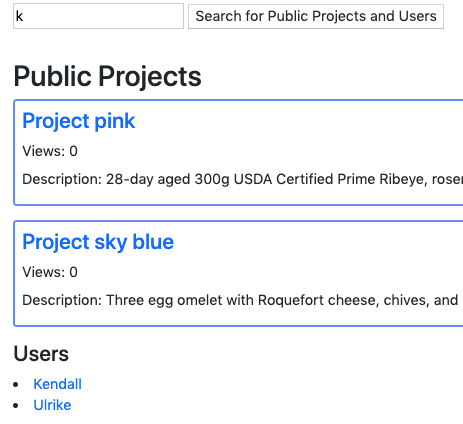 k
Search for Public Projects and Users
Public Projects
Project pink
Views: 0
Description: 28-day aged 300g USDA Certified Prime Ribeye,
Project sky blue
Views: 0
Description: Three egg omelet with Roquefort cheese, chives, and
Users
Kendall
Ulrike